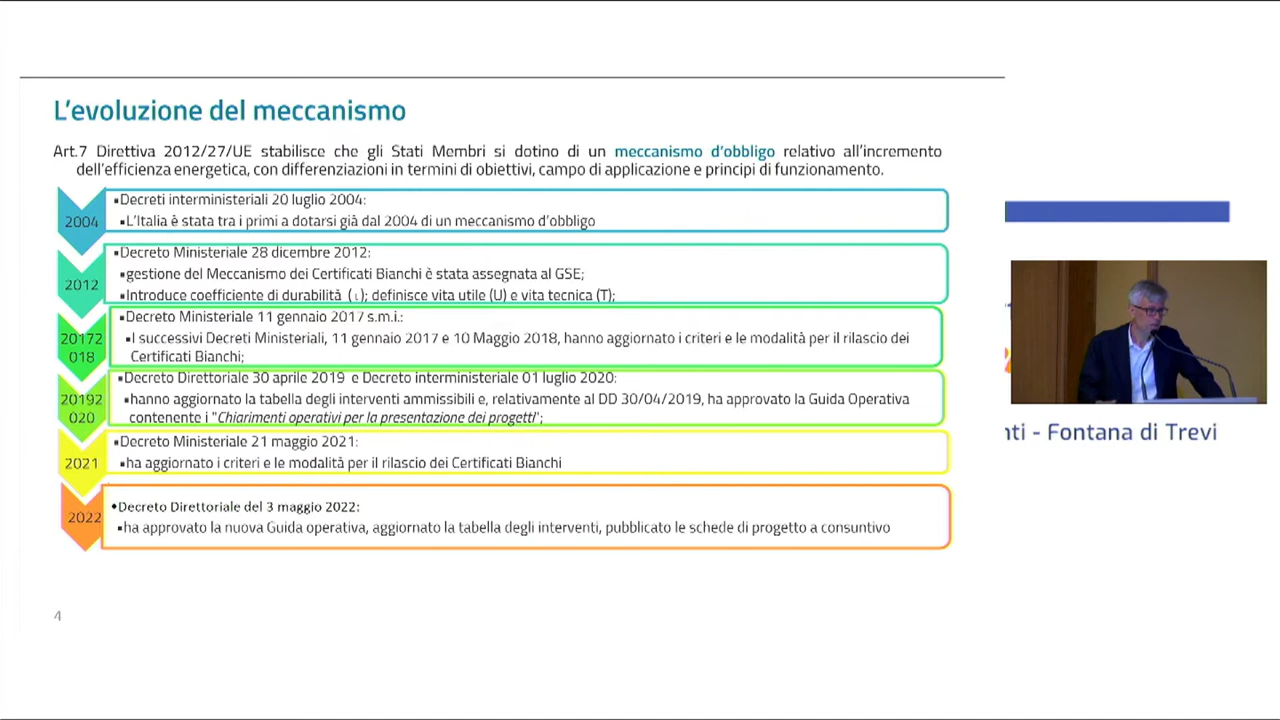 L'evoluzione del meccanismo
Art.7 Direttiva 2012/27/UE stabilisce che gli Stati Membri si dotino di un meccanismo d'obbligo relativo all'incremento
dell'efficienza energetica, con differenziazioni in termini di obiettivi, campo di applicazione e principi di funzionamento.
2004
▪Decreti interministeriali 20 luglio 2004:
▪L'Italia è stata tra i primi a dotarsi già dal 2004 di un meccanismo d'obbligo
2012
▪Decreto Ministeriale 28 dicembre 2012:
▪gestione del Meccanismo dei Certificati Bianchi è stata assegnata al GSE;
▪Introduce coefficiente di durabilità ( ); definisce vita utile (U) e vita tecnica (T);
20172
018
▪Decreto Ministeriale 11 gennaio 2017 s.m.i.:
▪I successivi Decreti Ministeriali, 11 gennaio 2017 e 10 Maggio 2018, hanno aggiornato i criteri e le modalità per il rilascio dei
Certificati Bianchi;
20192
020
▪Decreto Direttoriale 30 aprile 2019 e Decreto interministeriale 01 luglio 2020:
▪hanno aggiornato la tabella degli interventi ammissibili e, relativamente al DD 30/04/2019, ha approvato la Guida Operativa
contenente i "Chiarimenti operativi per la presentazione dei progetti";
2021
▪Decreto Ministeriale 21 maggio 2021:
▪ha aggiornato i criteri e le modalità per il rilascio dei Certificati Bianchi
2022
•Decreto Direttoriale del 3 maggio 2022:
▪ha approvato la nuova Guida operativa, aggiornato la tabella degli interventi, pubblicato le schede di progetto a consuntivo
4
nti - Fontana di Trevi